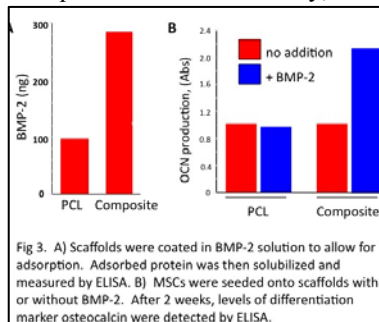 A
B
300
200
100
0
BMP-2 (ng)
PCL Composite
no addition
+ BMP-2
2.4
2.0
1.6
1.2
0.8
0.4
0
OCN production, (Abs)
PCL Composite
Fig 3. A) Scaffolds were coated in BMP-2 solution to allow for
adsorption. Adsorbed protein was then solubilized and
measured by ELISA. B) MSCs were seeded onto scaffolds with
or without BMP-2. After 2 weeks, levels of differentiation
marker osteocalcin were detected by ELISA.